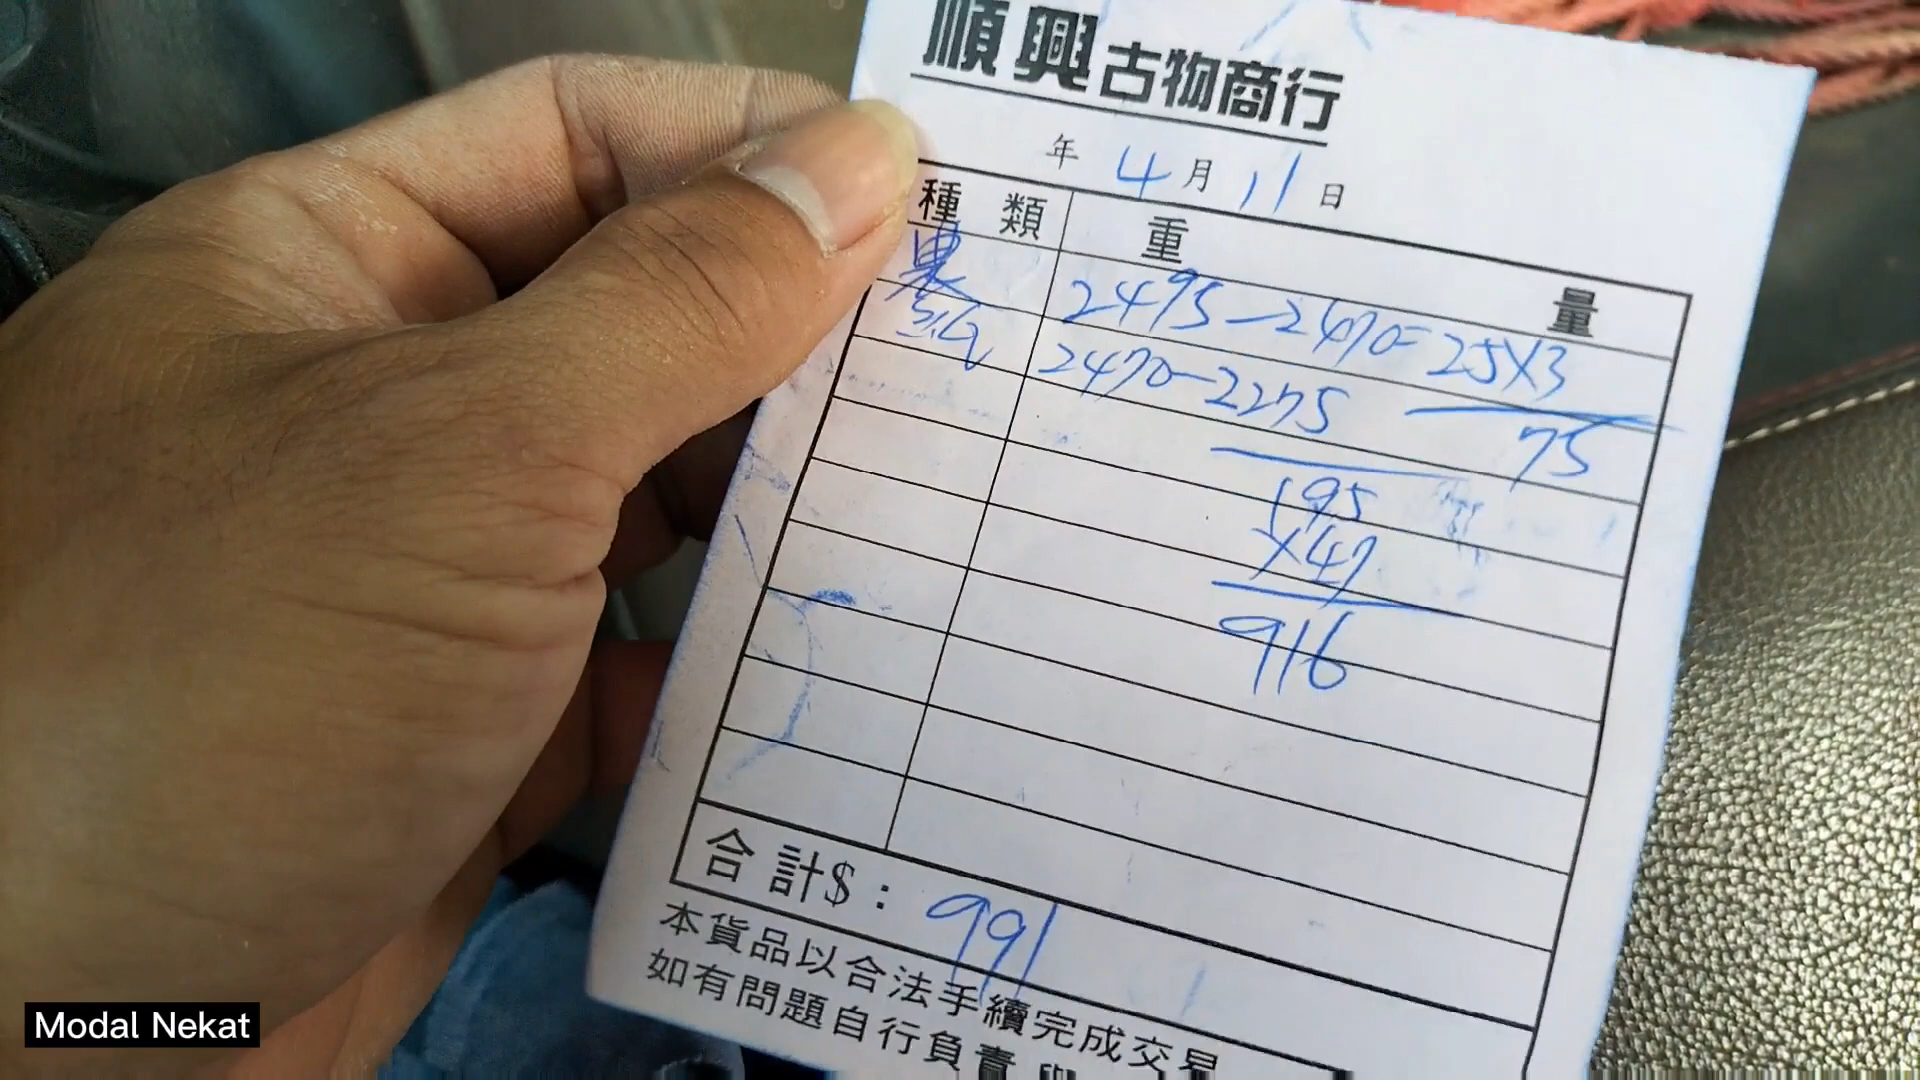 順興古物商行
年 4月 11日
種類 重量
黑 2495-2470=25X3
75
纸 2470-2275
195
X47
916
合計$: 991
本貨品以合法手續完成交易
如有問題自行負責
Modal Nekat